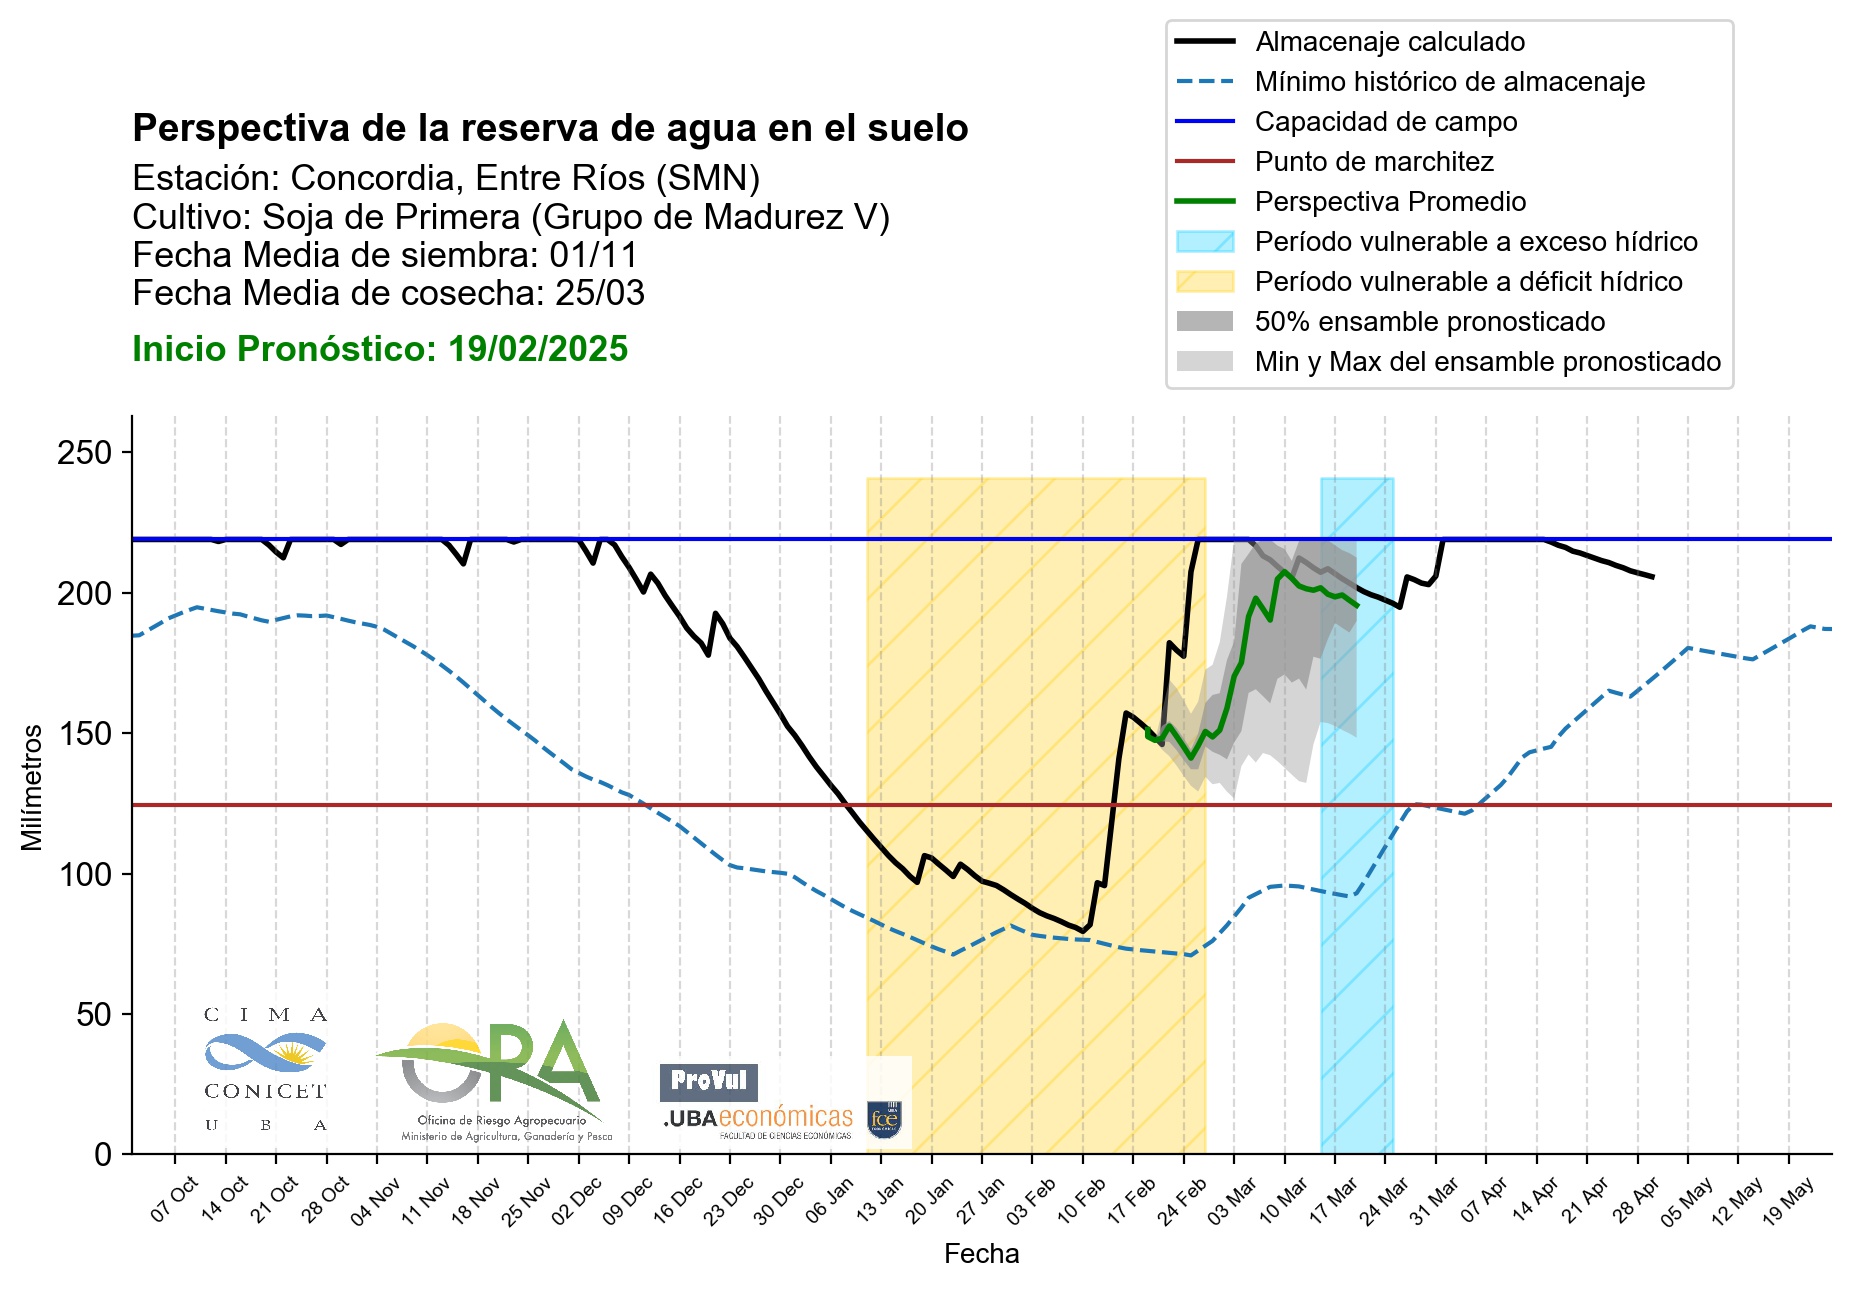 Almacenaje calculado
Mínimo histórico de almacenaje
Capacidad de campo
Punto de marchitez
Perspectiva Promedio
Período vulnerable a exceso hídrico
Período vulnerable a déficit hídrico
50% ensamble pronosticado
Min y Max del ensamble pronosticado
Perspectiva de la reserva de agua en el suelo
Estación: Concordia, Entre Ríos (SMN)
Cultivo: Soja de Primera (Grupo de Madurez V)
Fecha Media de siembra: 01/11
Fecha Media de cosecha: 25/03
Inicio Pronóstico: 19/02/2025
250
200
150
100
50
0
Milímetros
CIMA
CONICET
UBA
ORA
Oficina de Riesgo Agropecuario
Ministerio de Agricultura, Ganadería y Pesca
ProVul
.UBAeconómicas
FACULTAD DE CIENCIAS ECONÓMICAS
UBA
fce
07 Oct
14 Oct
21 Oct
28 Oct
04 Nov
11 Nov
18 Nov
25 Nov
02 Dec
09 Dec
16 Dec
23 Dec
30 Dec
06 Jan
13 Jan
20 Jan
27 Jan
03 Feb
10 Feb
17 Feb
24 Feb
03 Mar
10 Mar
17 Mar
24 Mar
31 Mar
07 Apr
14 Apr
21 Apr
28 Apr
05 May
12 May
19 May
Fecha